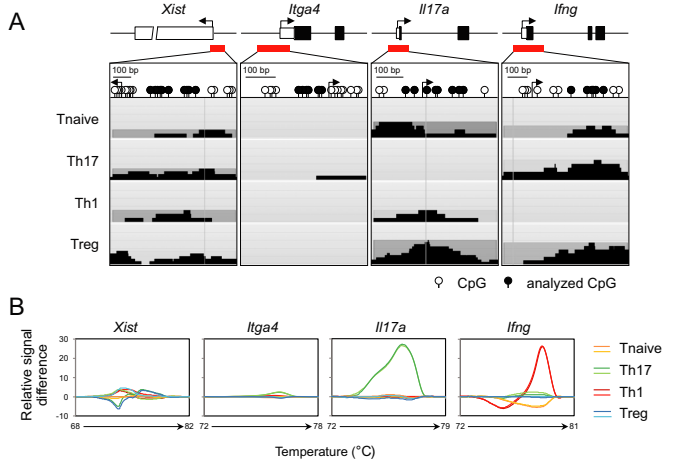 A
Xist Itga4 Il17a Ifng
100 bp 100 bp 100 bp 100 bp
Tnaive
Th17
Th1
Treg
CpG analyzed CpG
B
Xist Itga4 Il17a Ifng
Relative signal
difference
30
20
10
0
-10
68 82 72 78 72 79 72 81
Temperature (°C)
Tnaive
Th17
Th1
Treg